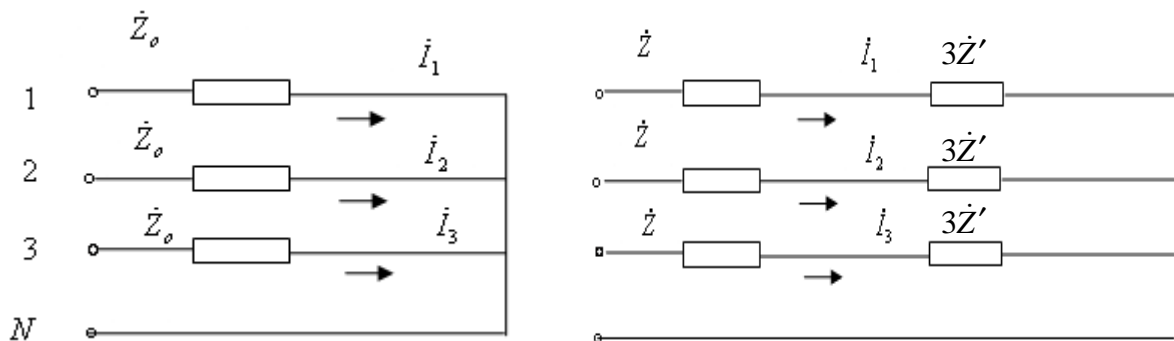 Ż₀
İ₁
1
Ż₀
İ₂
2
Ż₀
İ₃
3
N
Ż
İ₁
3Ż′
Ż
İ₂
3Ż′
Ż
İ₃
3Ż′